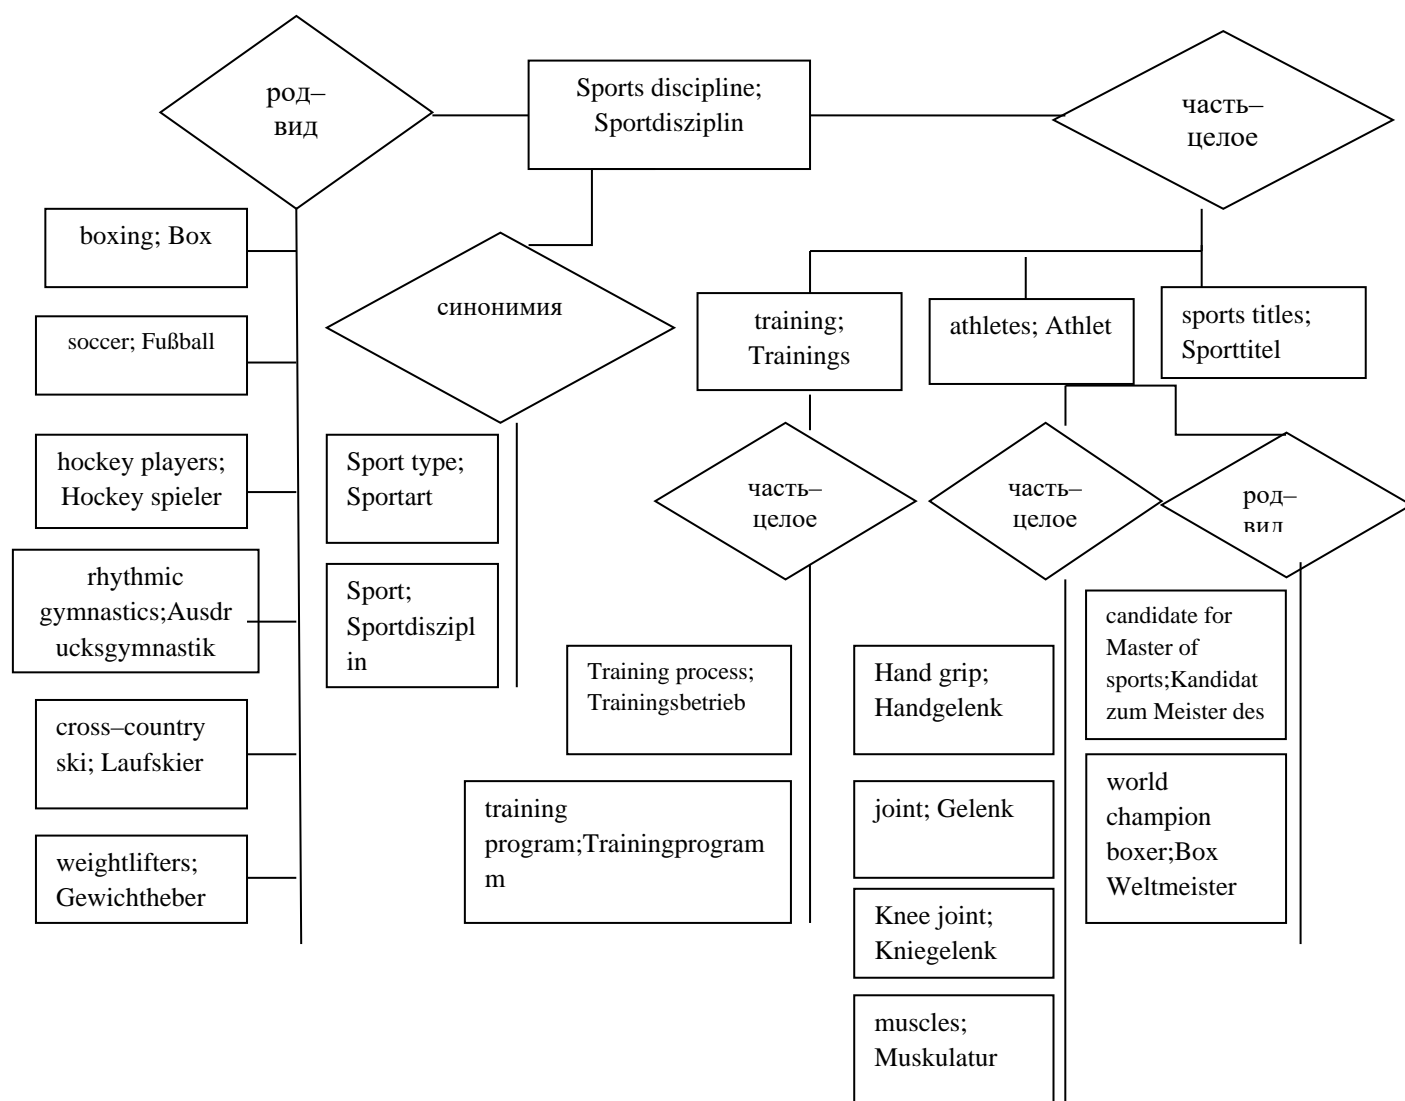 род–
вид
Sports discipline;
Sportdisziplin
часть–
целое
boxing; Box
soccer; Fußball
hockey players;
Hockey spieler
rhythmic
gymnastics;Ausdr
ucksgymnastik
cross–country
ski; Laufskier
weightlifters;
Gewichtheber
синонимия
Sport type;
Sportart
Sport;
Sportdiszipl
in
training;
Trainings
athletes; Athlet
sports titles;
Sporttitel
часть–
целое
Training process;
Trainingsbetrieb
training
program;Trainingprogram
m
часть–
целое
Hand grip;
Handgelenk
joint; Gelenk
Knee joint;
Kniegelenk
muscles;
Muskulatur
род–
вид
candidate for
Master of
sports;Kandidat
zum Meister des
world
champion
boxer;Box
Weltmeister